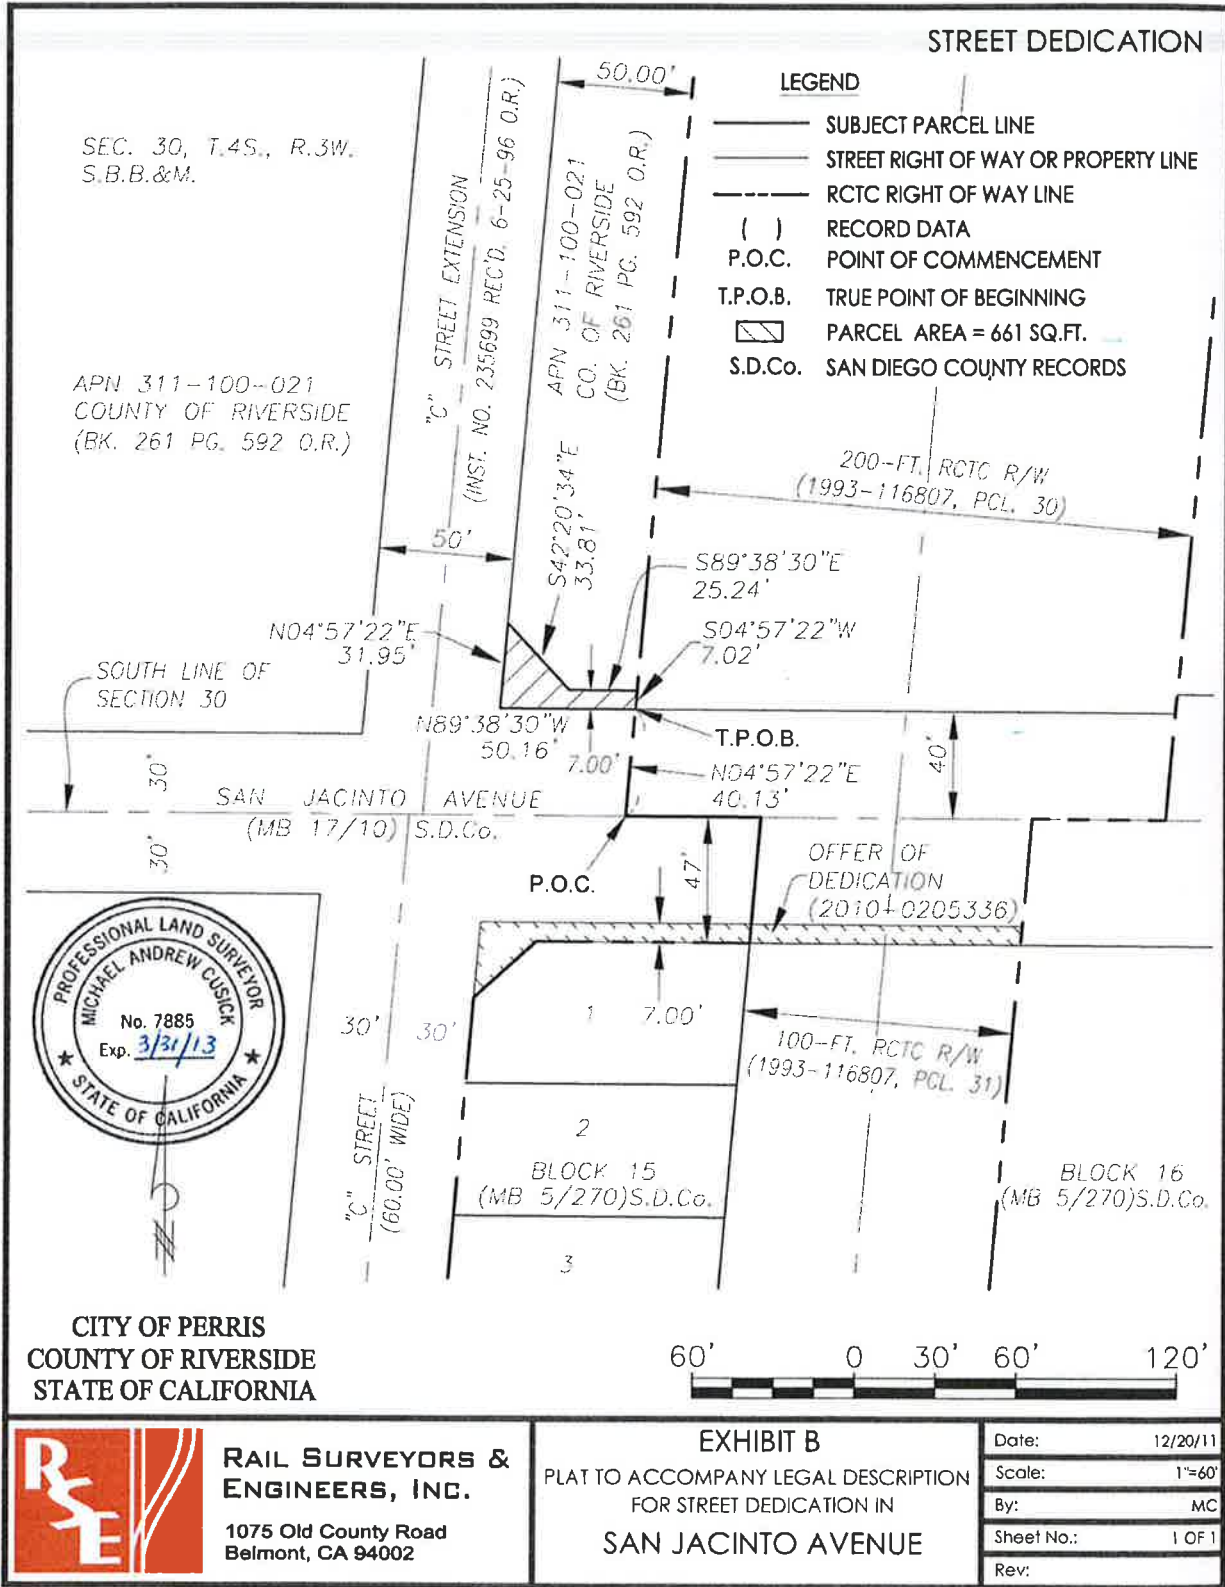 STREET DEDICATION
LEGEND
SUBJECT PARCEL LINE
STREET RIGHT OF WAY OR PROPERTY LINE
RCTC RIGHT OF WAY LINE
( ) RECORD DATA
P.O.C. POINT OF COMMENCEMENT
T.P.O.B. TRUE POINT OF BEGINNING
PARCEL AREA = 661 SQ.FT.
S.D.Co. SAN DIEGO COUNTY RECORDS
50.00'
SEC. 30, T.4S., R.3W.
S.B.B.&M.
"C" STREET EXTENSION
(INST. NO. 235699 REC'D. 6-25-96 O.R.)
APN 311-100-021
CO. OF RIVERSIDE
(BK. 261 PG. 592 O.R.)
APN 311-100-021
COUNTY OF RIVERSIDE
(BK. 261 PG. 592 O.R.)
200-FT. RCTC R/W
(1993-116807, PCL. 30)
50'
S42°20'34"E
33.81'
S89°38'30"E
25.24'
N04°57'22"E
31.95'
S04°57'22"W
7.02'
SOUTH LINE OF
SECTION 30
N89°38'30"W
50.16'
7.00'
T.P.O.B.
N04°57'22"E
40.13'
40'
30'
30'
SAN JACINTO AVENUE
(MB 17/10) S.D.Co.
P.O.C.
47'
OFFER OF
DEDICATION
(2010-0205336)
PROFESSIONAL LAND SURVEYOR
MICHAEL ANDREW CUSICK
No. 7885
Exp. 3/31/13
STATE OF CALIFORNIA
30' 30'
1
7.00'
100-FT. RCTC R/W
(1993-116807, PCL. 31)
"C" STREET
(60.00' WIDE)
2
BLOCK 15
(MB 5/270)S.D.Co.
3
BLOCK 16
(MB 5/270)S.D.Co.
N
CITY OF PERRIS
COUNTY OF RIVERSIDE
STATE OF CALIFORNIA
60' 0 30' 60' 120'
RSE
RAIL SURVEYORS &
ENGINEERS, INC.
1075 Old County Road
Belmont, CA 94002
EXHIBIT B
PLAT TO ACCOMPANY LEGAL DESCRIPTION
FOR STREET DEDICATION IN
SAN JACINTO AVENUE
Date: 12/20/11
Scale: 1"=60'
By: MC
Sheet No.: 1 OF 1
Rev: